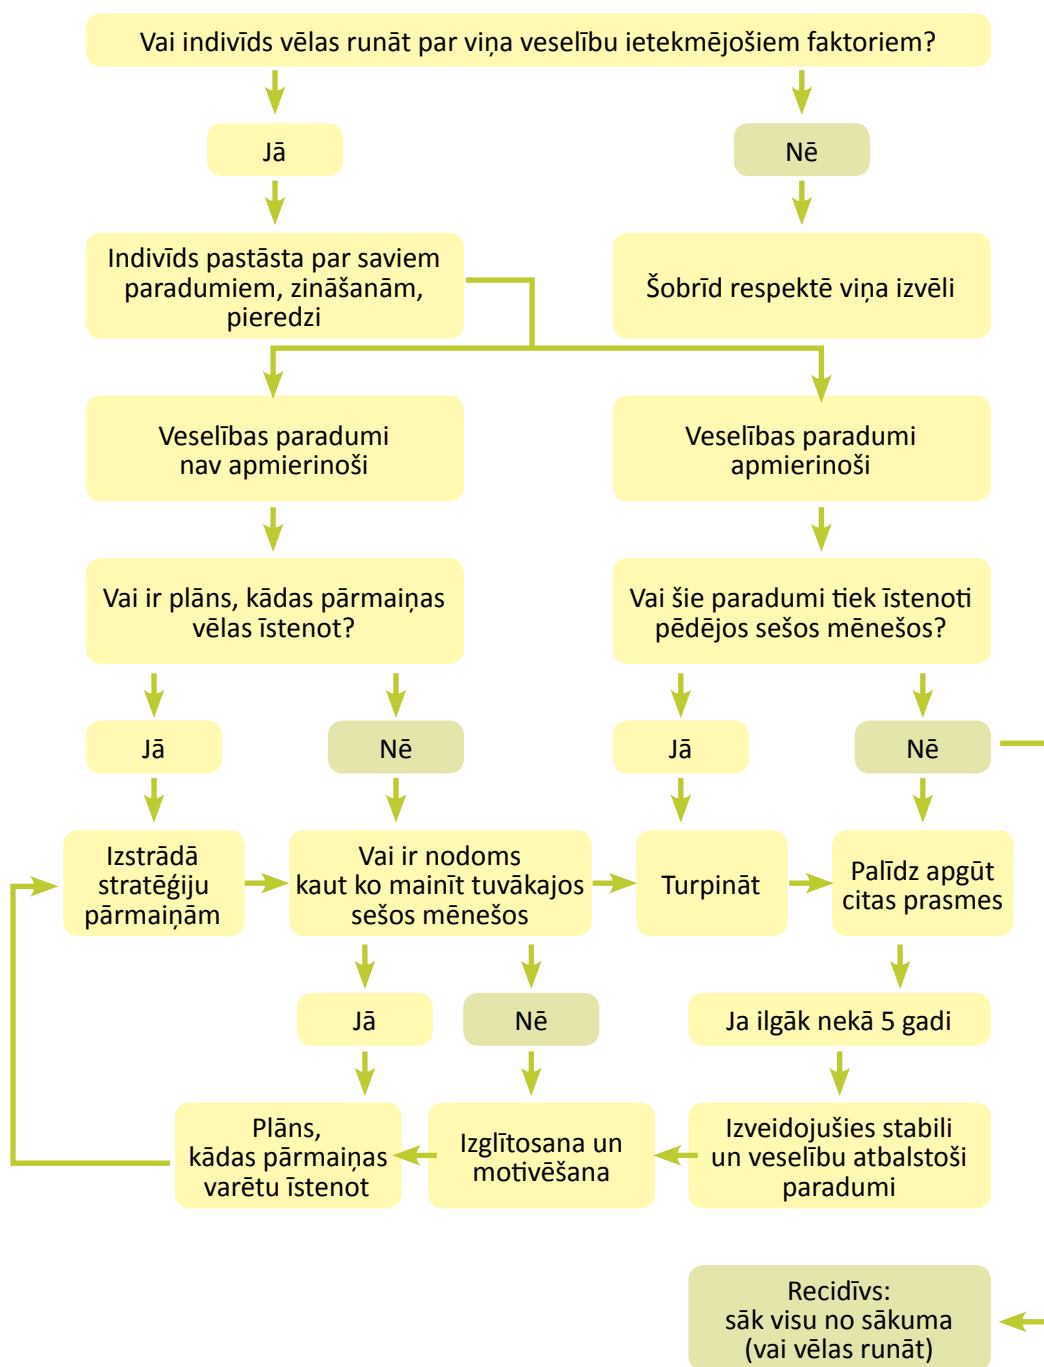 Vai indivīds vēlas runāt par viņa veselību ietekmējošiem faktoriem?
Jā
Nē
Indivīds pastāsta par saviem
paradumiem, zināšanām,
pieredzi
Šobrīd respektē viņa izvēli
Veselības paradumi
nav apmierinoši
Veselības paradumi
apmierinoši
Vai ir plāns, kādas pārmaiņas
vēlas īstenot?
Vai šie paradumi tiek īstenoti
pēdējos sešos mēnešos?
Jā
Nē
Jā
Nē
Izstrādā
stratēģiju
pārmaiņām
Vai ir nodoms
kaut ko mainīt tuvākajos
sešos mēnešos
Turpināt
Palīdz apgūt
citas prasmes
Jā
Nē
Ja ilgāk nekā 5 gadi
Plāns,
kādas pārmaiņas
varētu īstenot
Izglītosana un
motivēšana
Izveidojušies stabili
un veselību atbalstoši
paradumi
Recidīvs:
sāk visu no sākuma
(vai vēlas runāt)